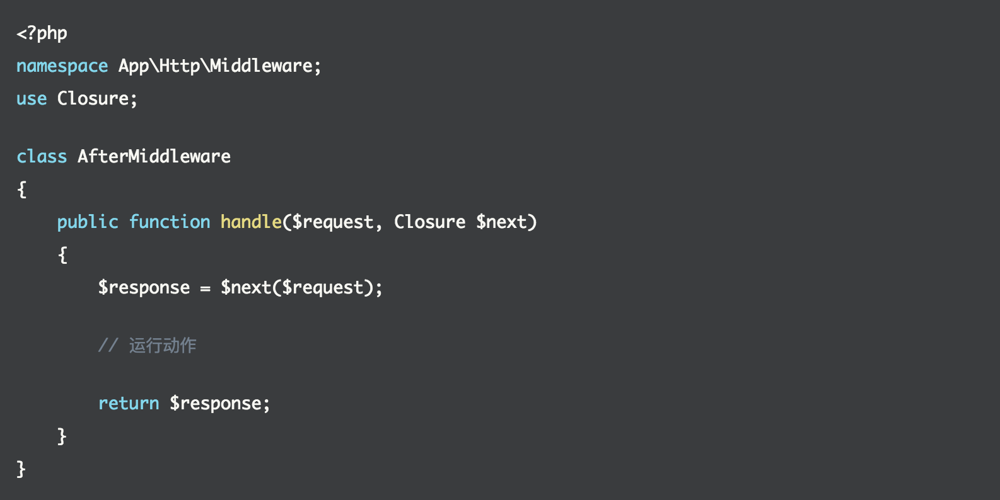 <?php
namespace App\Http\Middleware;
use Closure;
class AfterMiddleware
{
    public function handle($request, Closure $next)
    {
        $response = $next($request);
        // 运行动作
        return $response;
    }
}